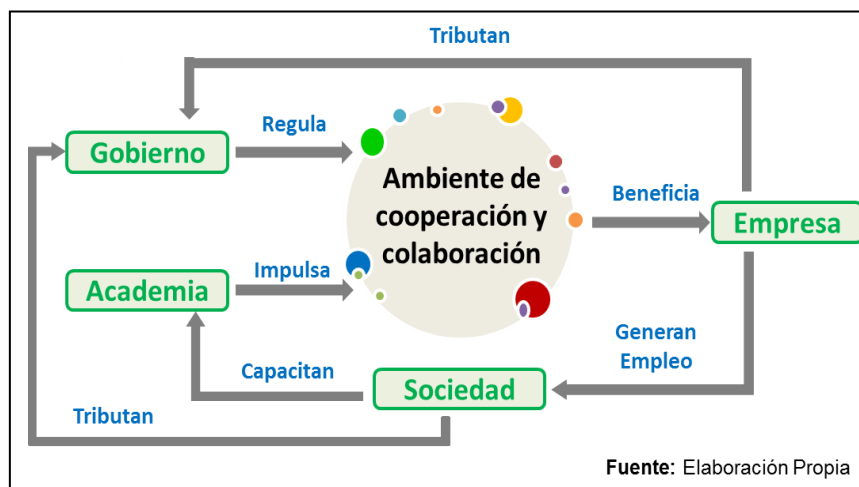 Tributan
Regula
Gobierno
Ambiente de
cooperación y
colaboración
Beneficia
Empresa
Impulsa
Academia
Generan
Empleo
Capacitan
Sociedad
Tributan
Fuente: Elaboración Propia